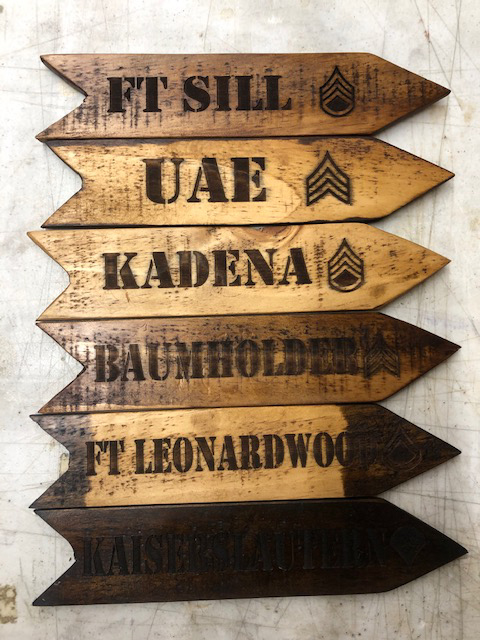 FT SILL
UAE
KADENA
BAUMHOLDER
FT LEONARDWOOD
KAISERSLAUTERN